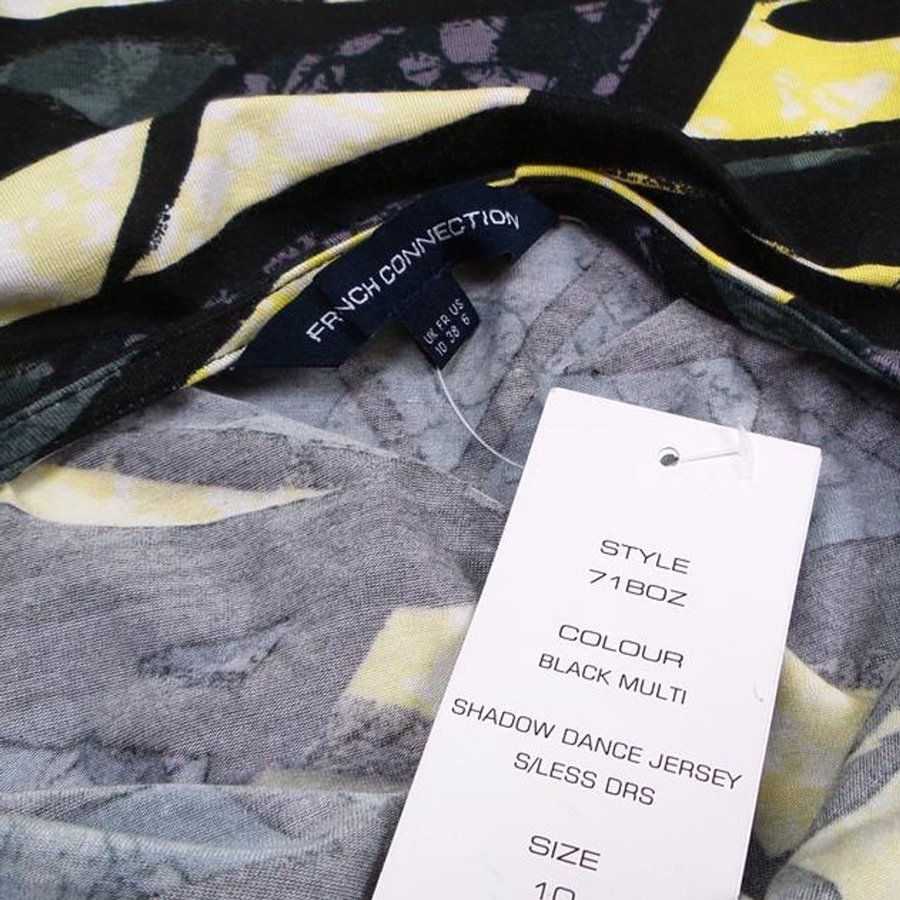 FRNCH CONNECTION
UK FR US
10 38 6
STYLE
71BOZ
COLOUR
BLACK MULTI
SHADOW DANCE JERSEY
S/LESS DRS
SIZE
10